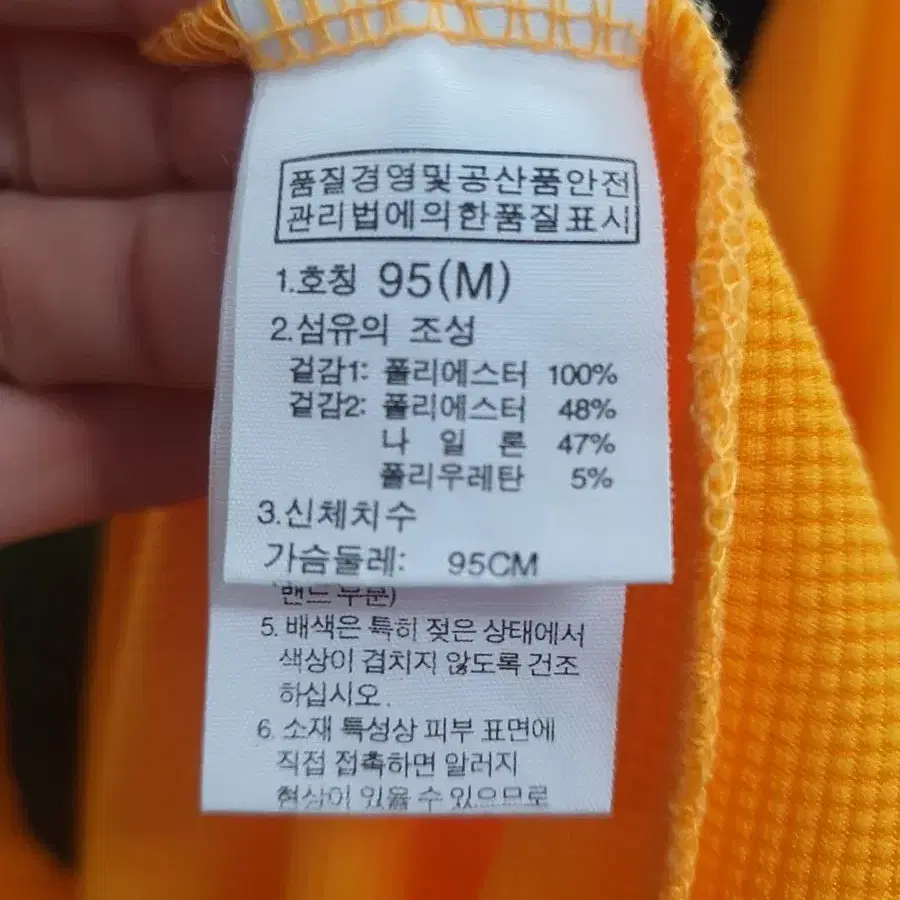 품질경영및공산품안전
관리법에의한품질표시
1.호칭 95(M)
2.섬유의 조성
겉감1: 폴리에스터 100%
겉감2: 폴리에스터 48%
나 일 론 47%
폴리우레탄 5%
3.신체치수
가슴둘레: 95CM
5. 배색은 특히 젖은 상태에서
색상이 겹치지 않도록 건조
하십시오.
6. 소재 특성상 피부 표면에
직접 접촉하면 알러지
현상이 있을 수 있으므로